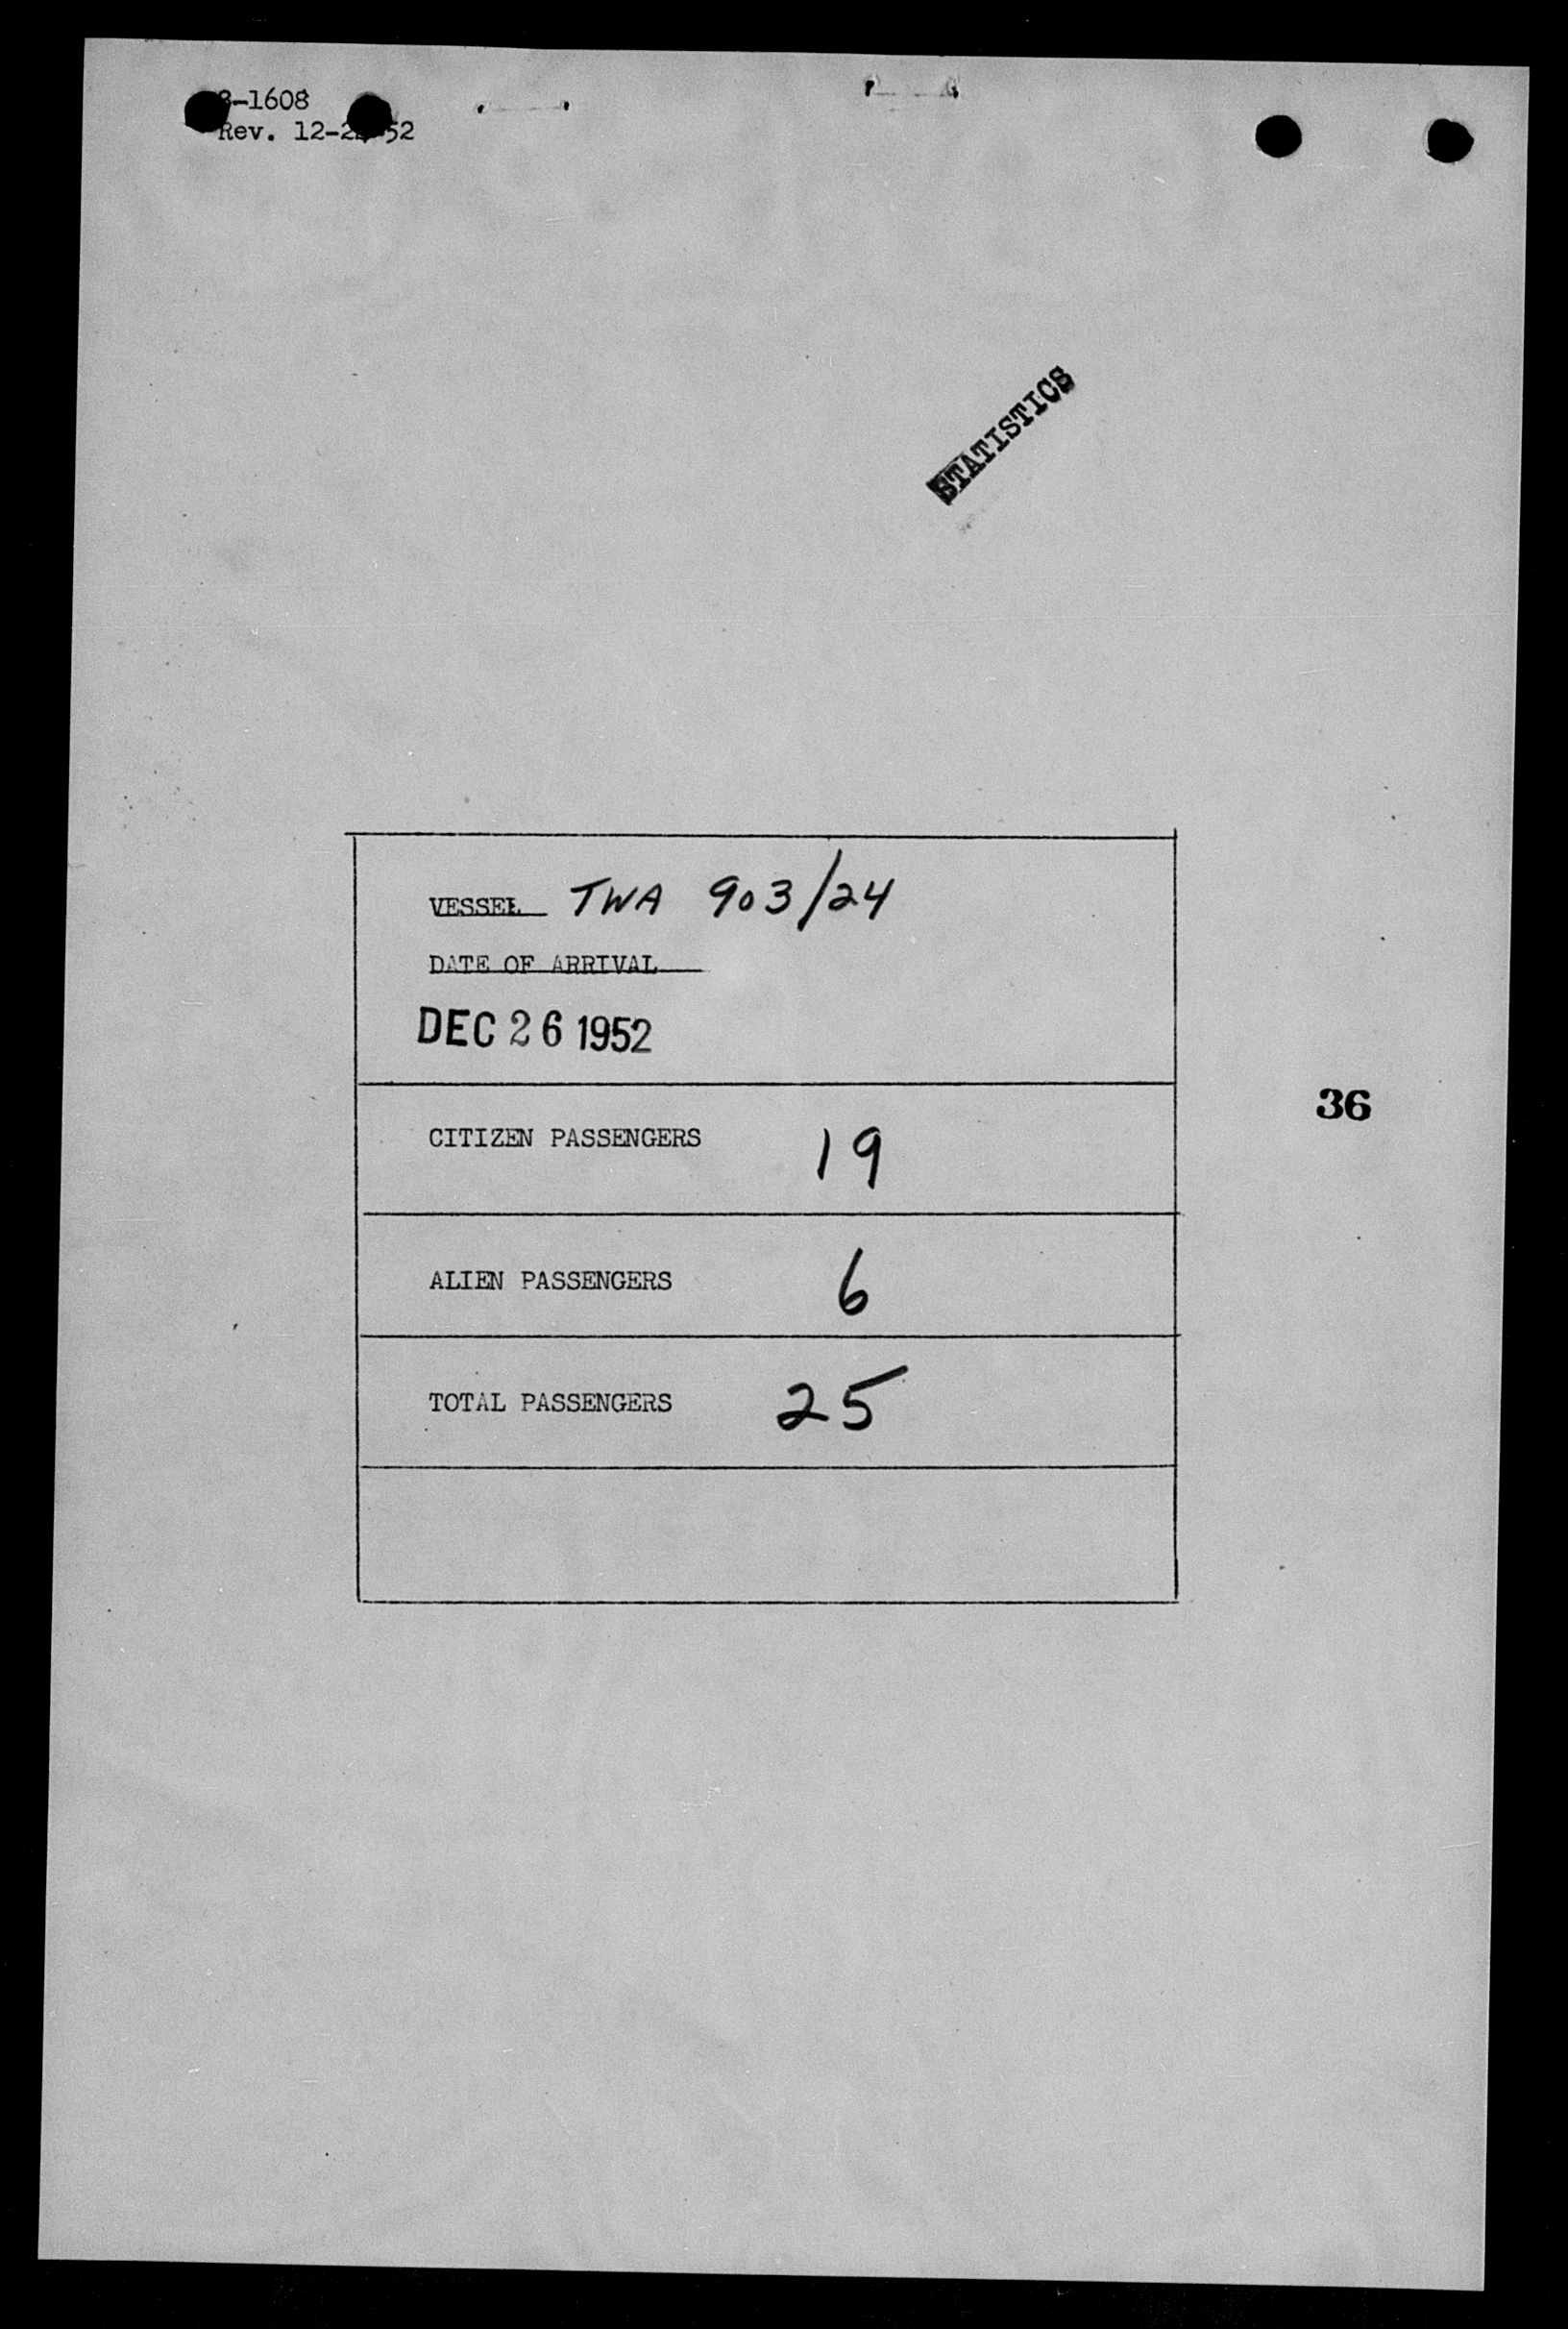 -1608
Rev. 12-2 52
STATISTICS
VESSEL TWA 903/24
DATE OF ARRIVAL
DEC 26 1952
36
CITIZEN PASSENGERS 19
ALIEN PASSENGERS 6
TOTAL PASSENGERS 25